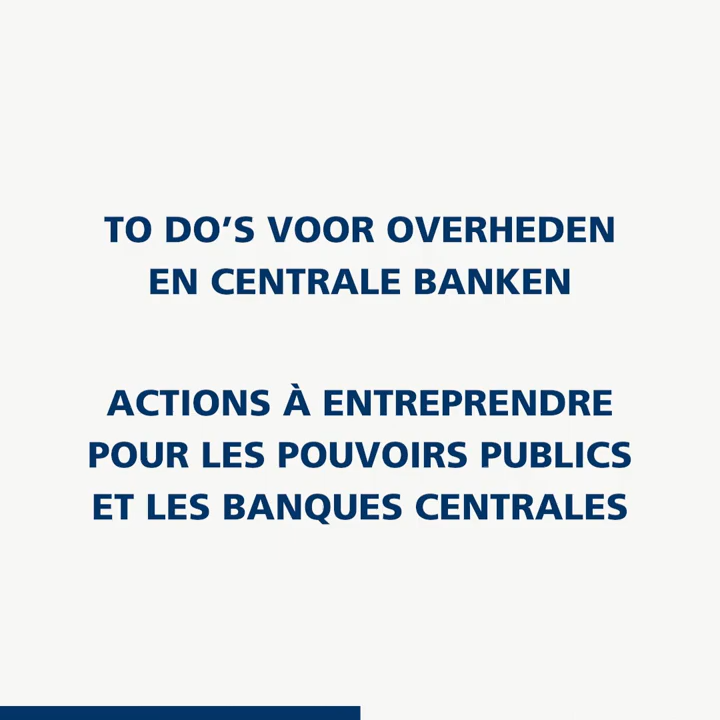 TO DO’S VOOR OVERHEDEN
EN CENTRALE BANKEN
ACTIONS À ENTREPRENDRE
POUR LES POUVOIRS PUBLICS
ET LES BANQUES CENTRALES